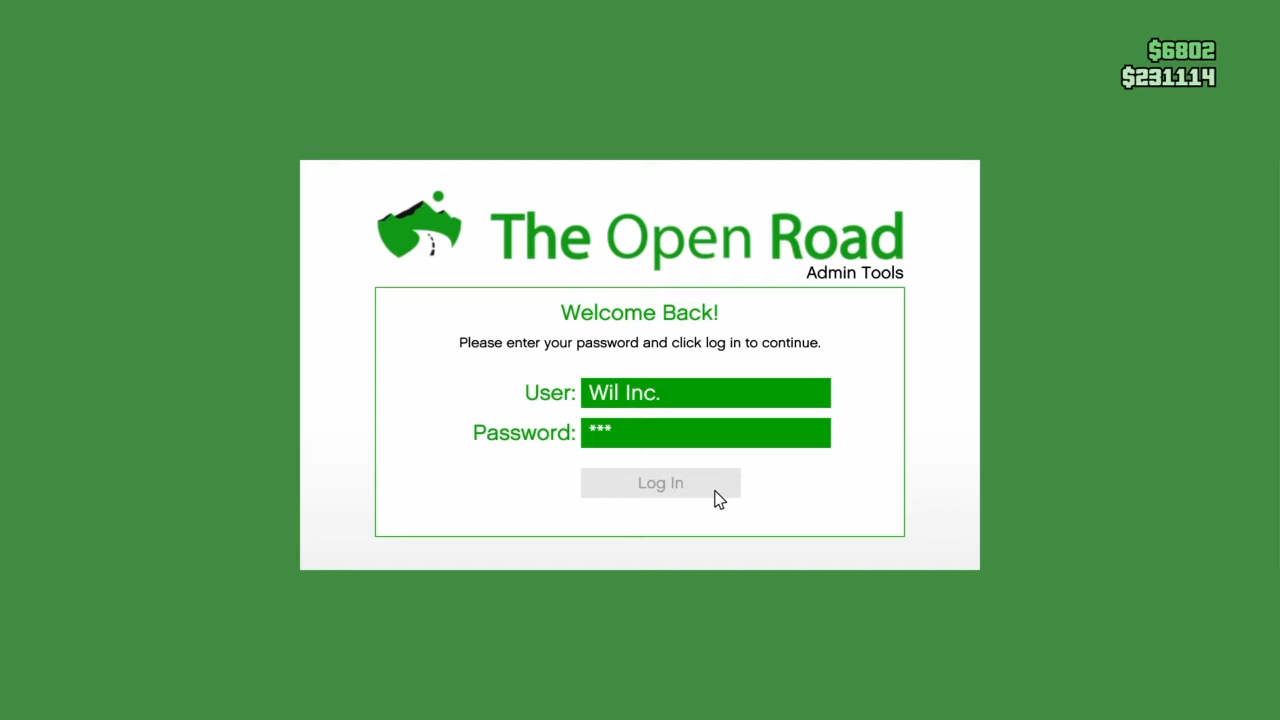 $6802
$231114
The Open Road
Admin Tools
Welcome Back!
Please enter your password and click log in to continue.
User: Wil Inc.
Password: ***
Log In